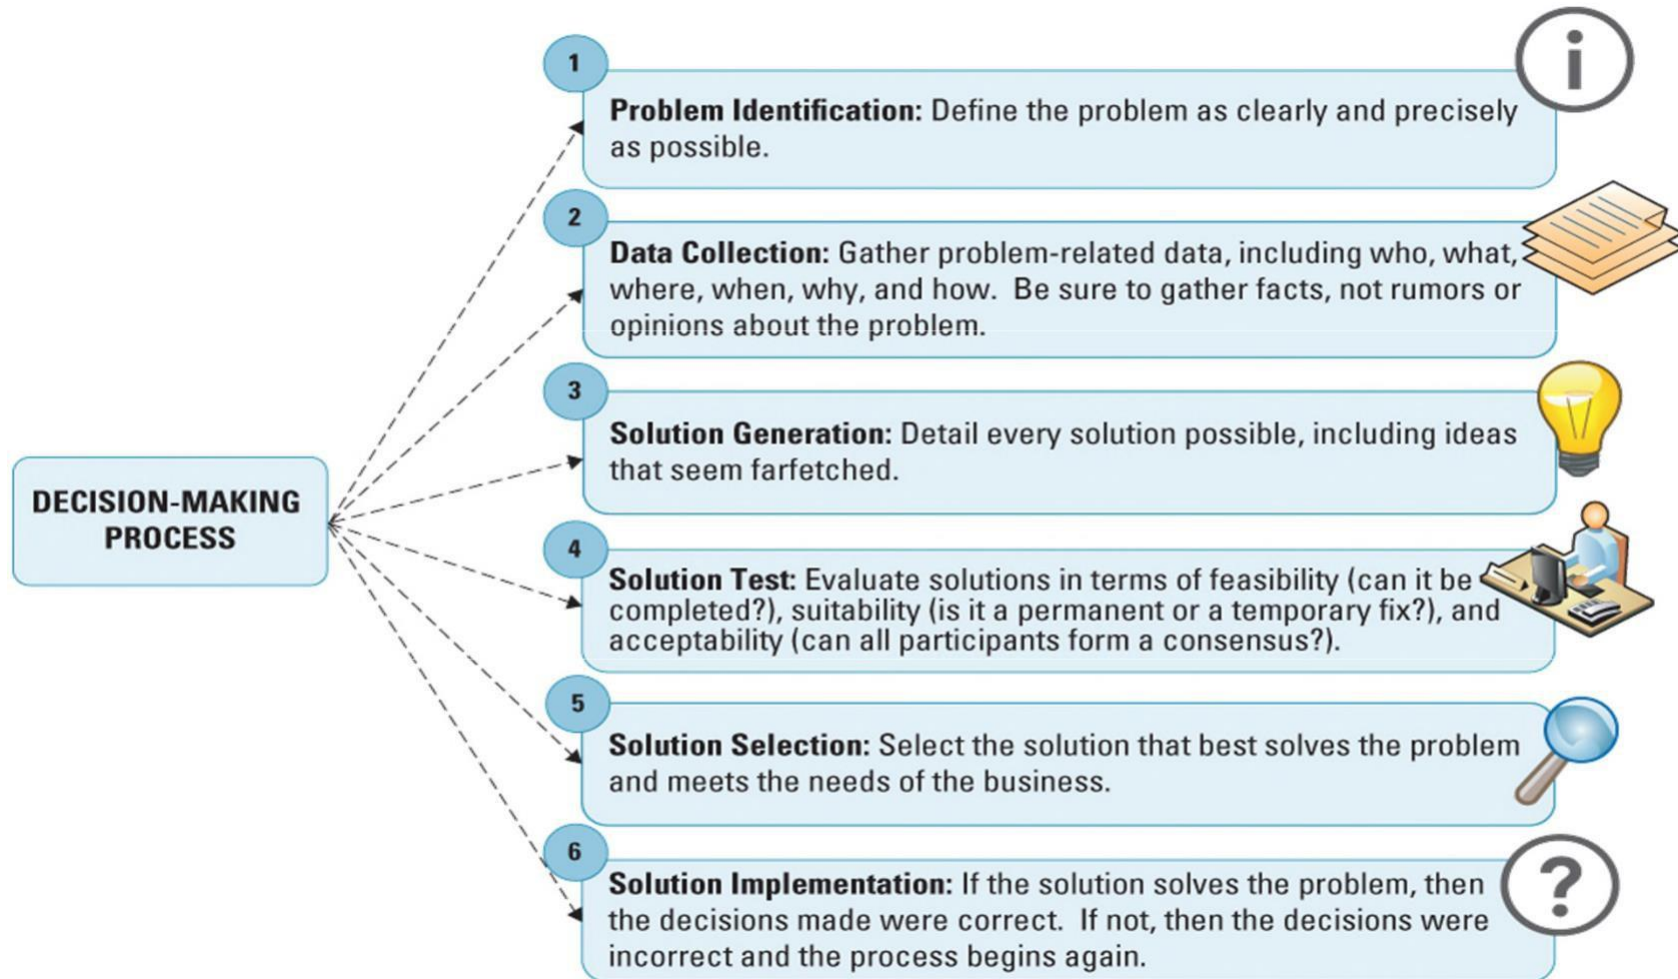 DECISION-MAKING
PROCESS
1
Problem Identification: Define the problem as clearly and precisely
as possible.
i
2
Data Collection: Gather problem-related data, including who, what,
where, when, why, and how. Be sure to gather facts, not rumors or
opinions about the problem.
3
Solution Generation: Detail every solution possible, including ideas
that seem farfetched.
4
Solution Test: Evaluate solutions in terms of feasibility (can it be
completed?), suitability (is it a permanent or a temporary fix?), and
acceptability (can all participants form a consensus?).
5
Solution Selection: Select the solution that best solves the problem
and meets the needs of the business.
6
Solution Implementation: If the solution solves the problem, then
the decisions made were correct. If not, then the decisions were
incorrect and the process begins again.
?